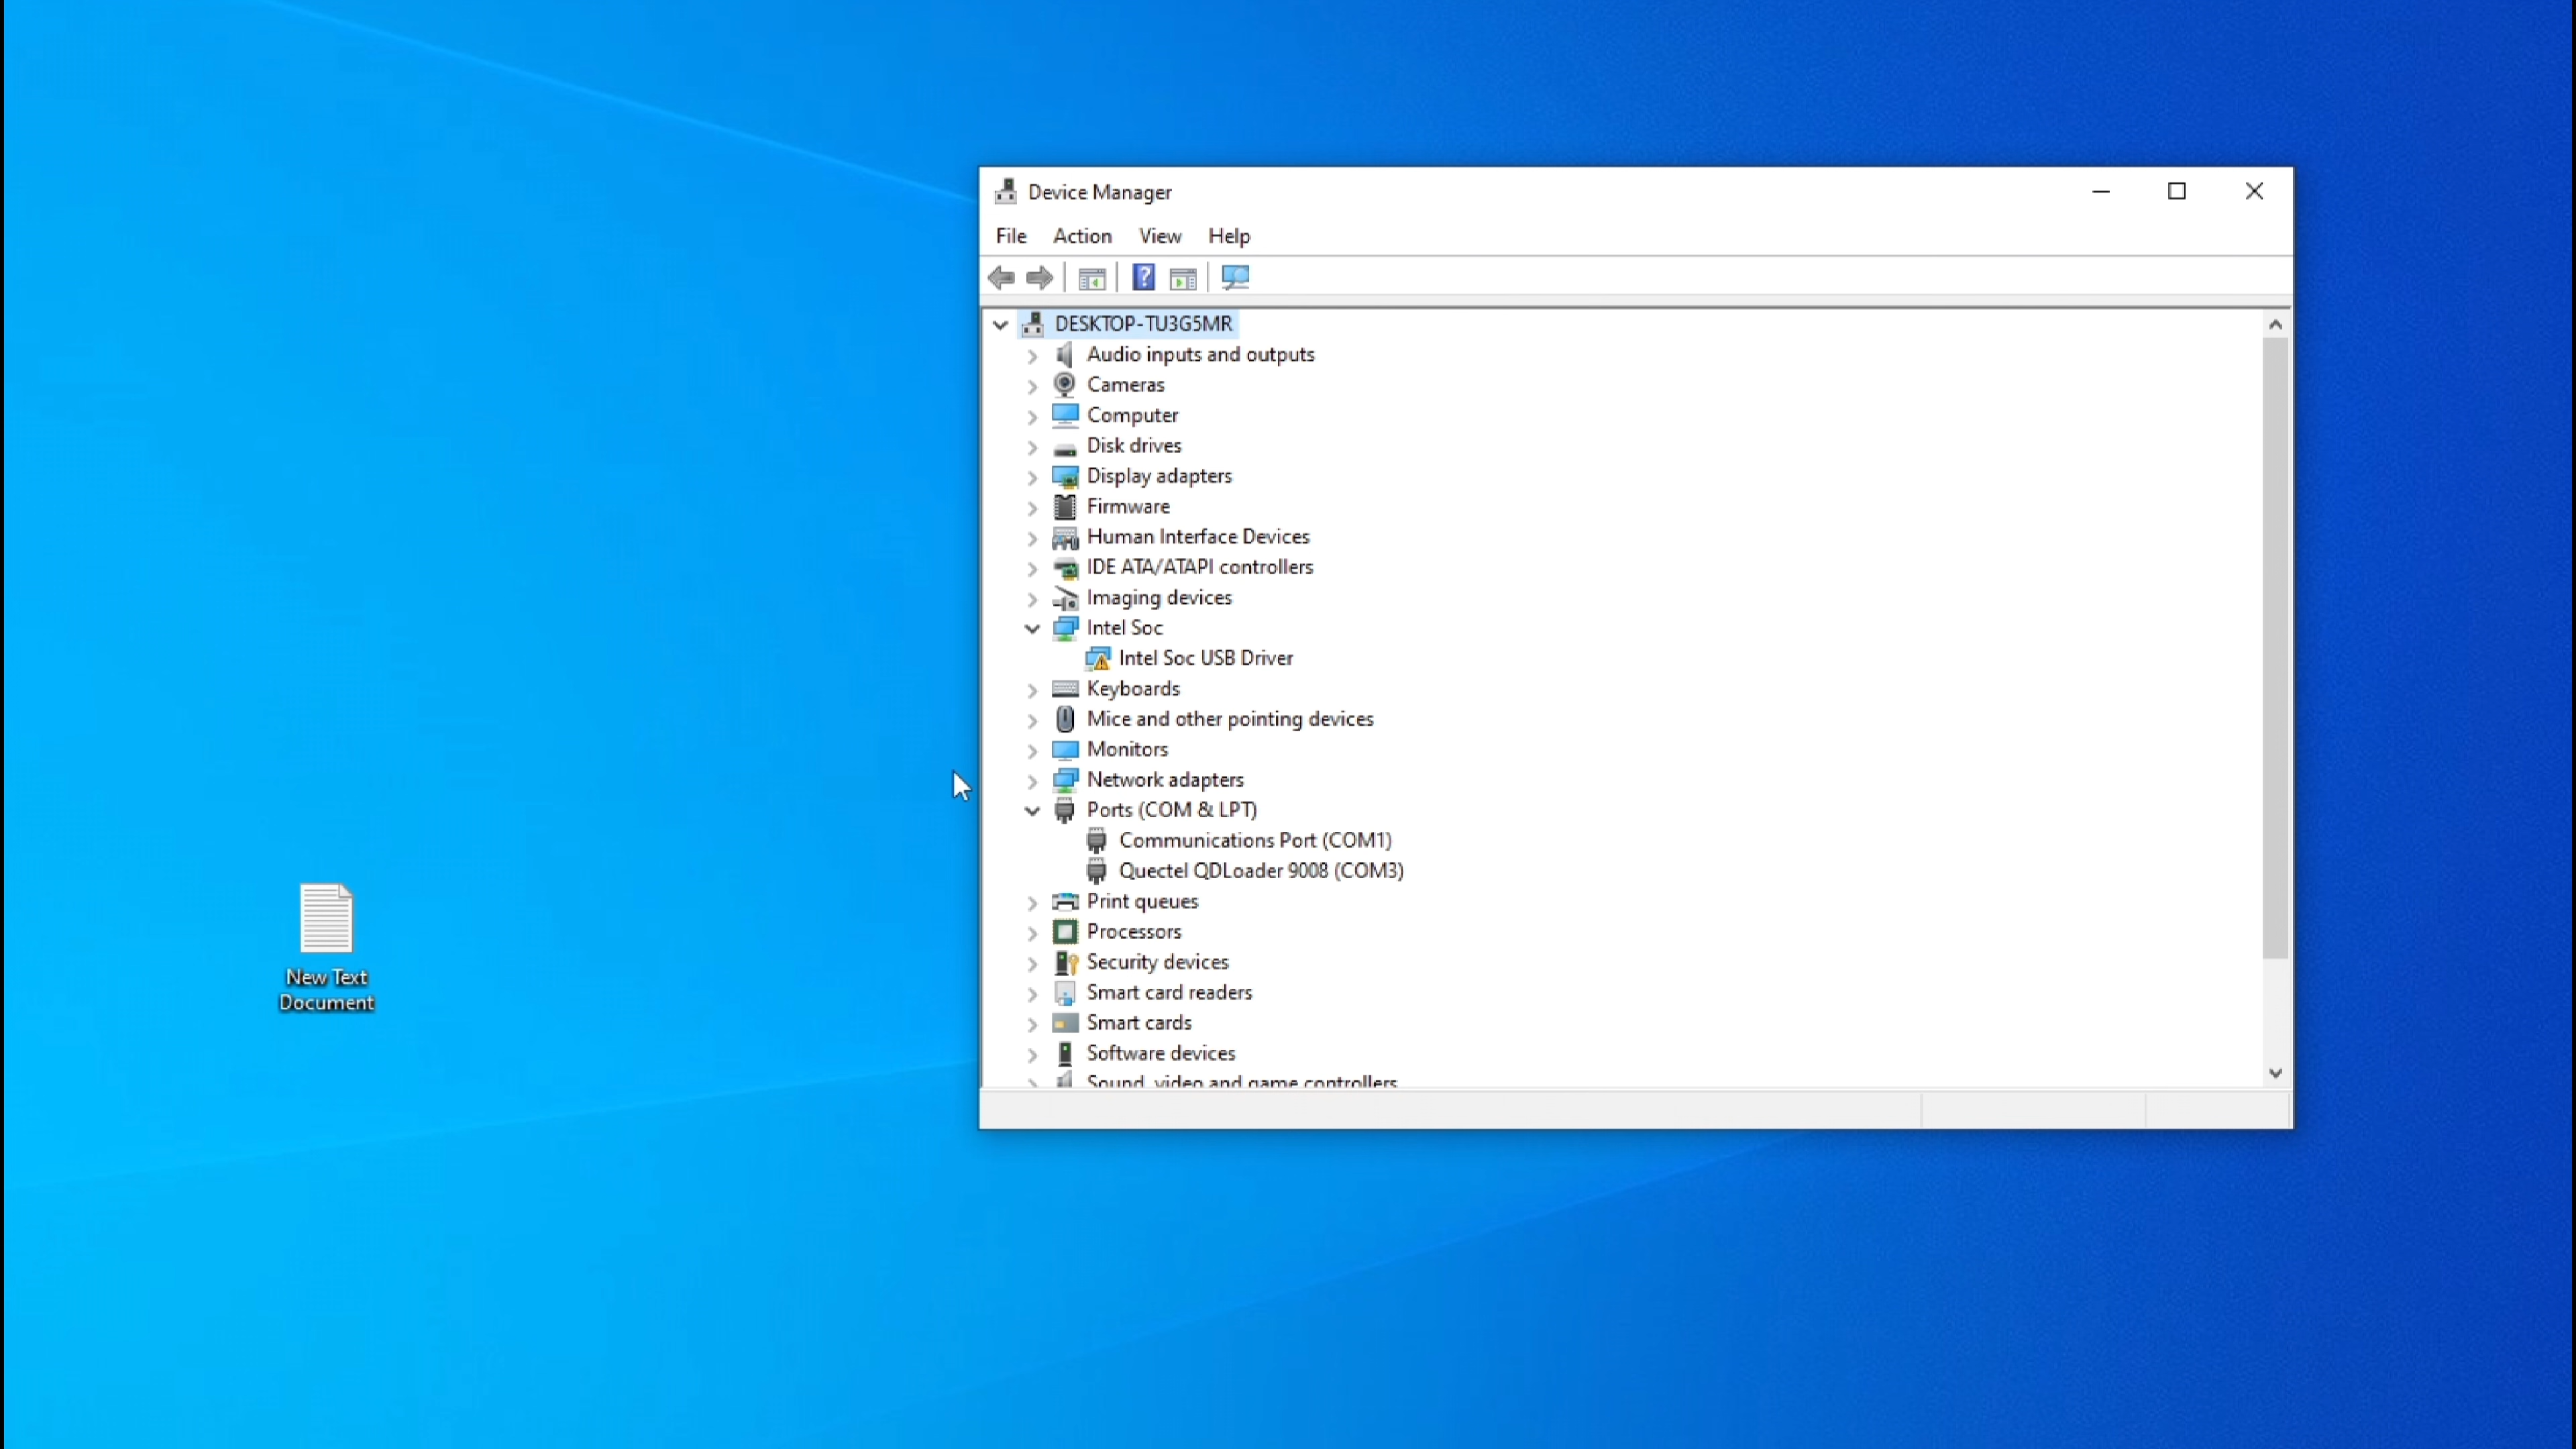 Device Manager
File Action View Help
DESKTOP-TU3G5MR
Audio inputs and outputs
Cameras
Computer
Disk drives
Display adapters
Firmware
Human Interface Devices
IDE ATA/ATAPI controllers
Imaging devices
Intel Soc
Intel Soc USB Driver
Keyboards
Mice and other pointing devices
Monitors
Network adapters
Ports (COM & LPT)
Communications Port (COM1)
Quectel QDLoader 9008 (COM3)
Print queues
Processors
Security devices
Smart card readers
Smart cards
Software devices
Sound, video and game controllers
New Text
Document